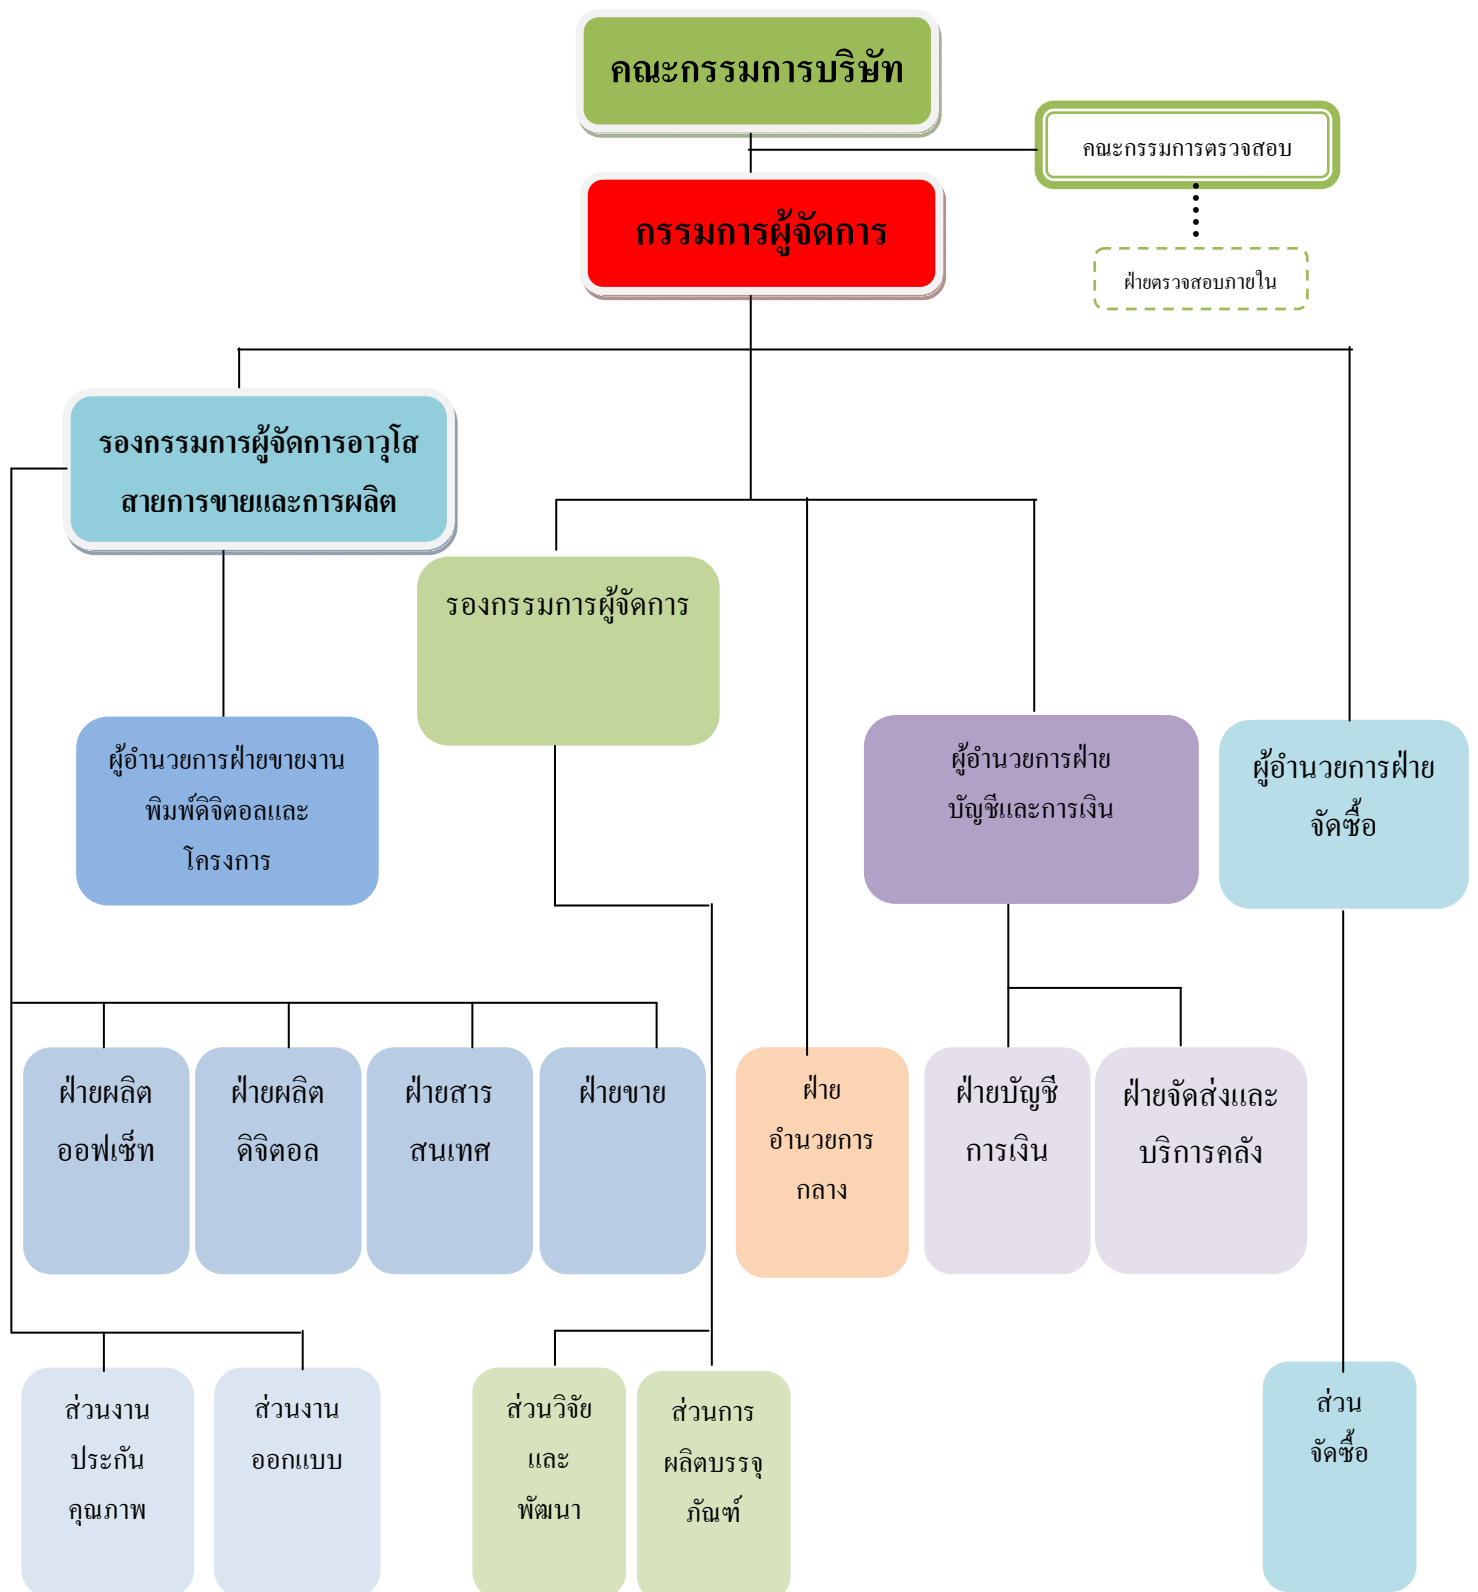 คณะกรรมการบริษัท
คณะกรรมการตรวจสอบ
กรรมการผู้จัดการ
ฝ่ายตรวจสอบภายใน
รองกรรมการผู้จัดการอาวุโส
สายการขายและการผลิต
รองกรรมการผู้จัดการ
ผู้อำนวยการฝ่ายขายงาน
พิมพ์ดิจิตอลและ
โครงการ
ผู้อำนวยการฝ่าย
บัญชีและการเงิน
ผู้อำนวยการฝ่าย
จัดซื้อ
ฝ่ายผลิต
ออฟเซ็ท
ฝ่ายผลิต
ดิจิตอล
ฝ่ายสาร
สนเทศ
ฝ่ายขาย
ฝ่าย
อำนวยการ
กลาง
ฝ่ายบัญชี
การเงิน
ฝ่ายจัดส่งและ
บริการคลัง
ส่วนงาน
ประกัน
คุณภาพ
ส่วนงาน
ออกแบบ
ส่วนวิจัย
และ
พัฒนา
ส่วนการ
ผลิตบรรจุ
ภัณฑ์
ส่วน
จัดซื้อ